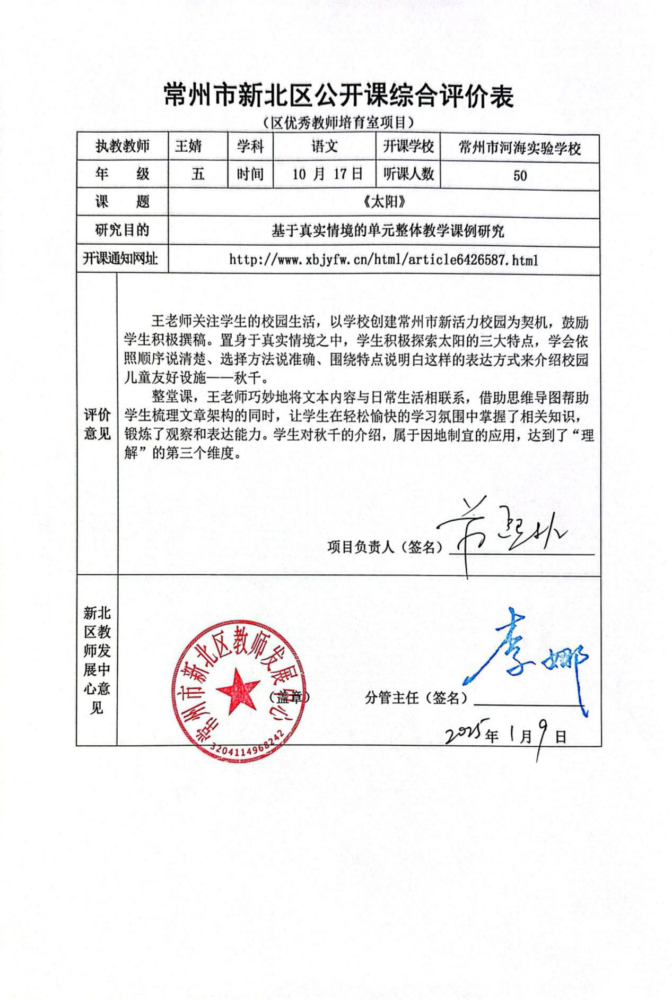 常州市新北区公开课综合评价表
（区优秀教师培育室项目）
执教教师 王婧 学科 语文 开课学校 常州市河海实验学校
年 级 五 时间 10 月 17 日 听课人数 50
课 题 《太阳》
研究目的 基于真实情境的单元整体教学课例研究
开课通知网址 http://www.xbjyfw.cn/html/article6426587.html
评价
意见
王老师关注学生的校园生活，以学校创建常州市新活力校园为契机，鼓励
学生积极撰稿。置身于真实情境之中，学生积极探索太阳的三大特点，学会依
照顺序说清楚、选择方法说准确、围绕特点说明白这样的表达方式来介绍校园
儿童友好设施——秋千。
整堂课，王老师巧妙地将文本内容与日常生活相联系，借助思维导图帮助
学生梳理文章架构的同时，让学生在轻松愉快的学习氛围中掌握了相关知识，
锻炼了观察和表达能力。学生对秋千的介绍，属于因地制宜的应用，达到了“理
解”的第三个维度。
项目负责人（签名）
新北
区教
师发
展中
心意
见
常州市新北区教师发展中心
3204114968242
（盖章）
分管主任（签名） 李娜
2025年 1月 9日